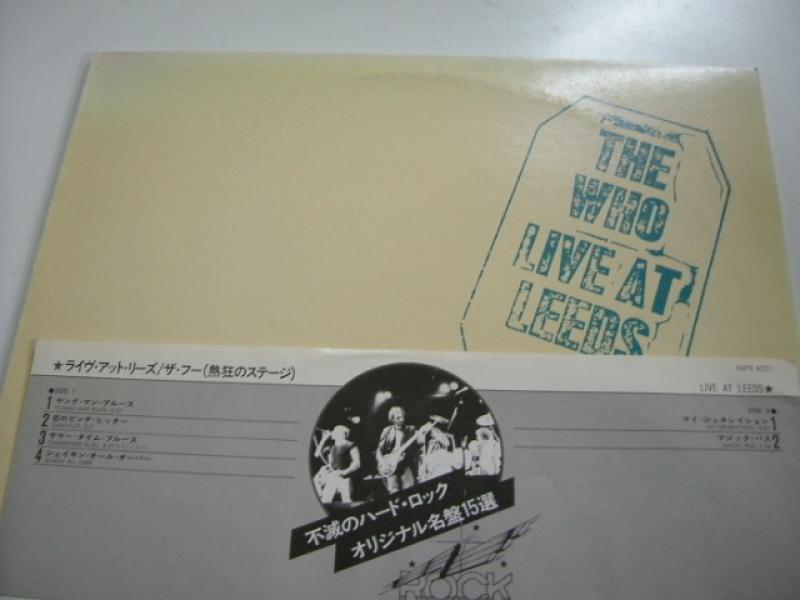 THE
WHO
LIVE AT
LEEDS
★ライヴ・アット・リーズ/ザ・フー(熱狂のステージ)
LIVE AT LEEDS★
●SIDE 1
1 ヤング・マン・ブルース
2 恋のピンチ・ヒッター
3 サマー・タイム・ブルース
4 シェイキン・オール・オーバー
SIDE 2●
マイ・ジェネレイション 1
マジック・バス 2
不滅のハード・ロック
オリジナル名盤15選
ROCK